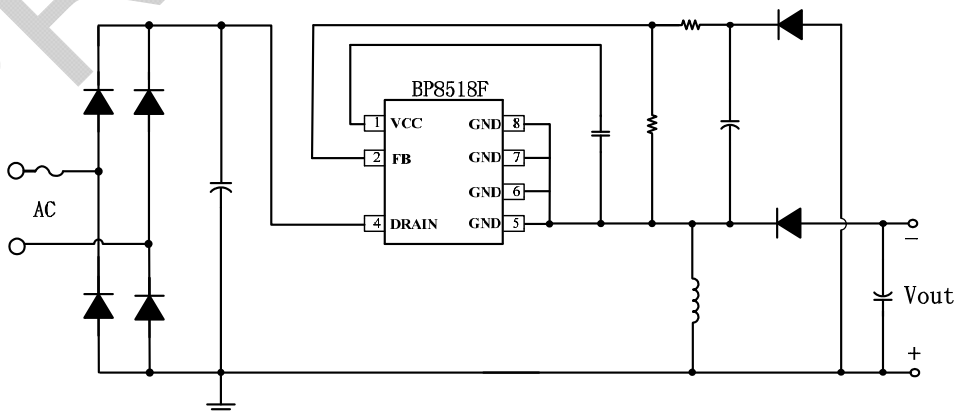 BP8518F
1 VCC GND 8
2 FB GND 7
GND 6
4 DRAIN GND 5
AC
−
Vout
+